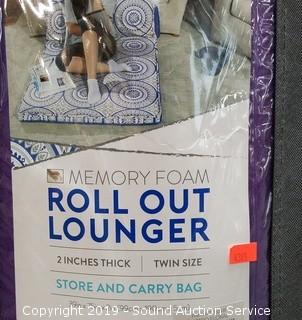 MEMORY FOAM
ROLL OUT
LOUNGER
2 INCHES THICK | TWIN SIZE
STORE AND CARRY BAG
Copyright 2019 - Sound Auction Service